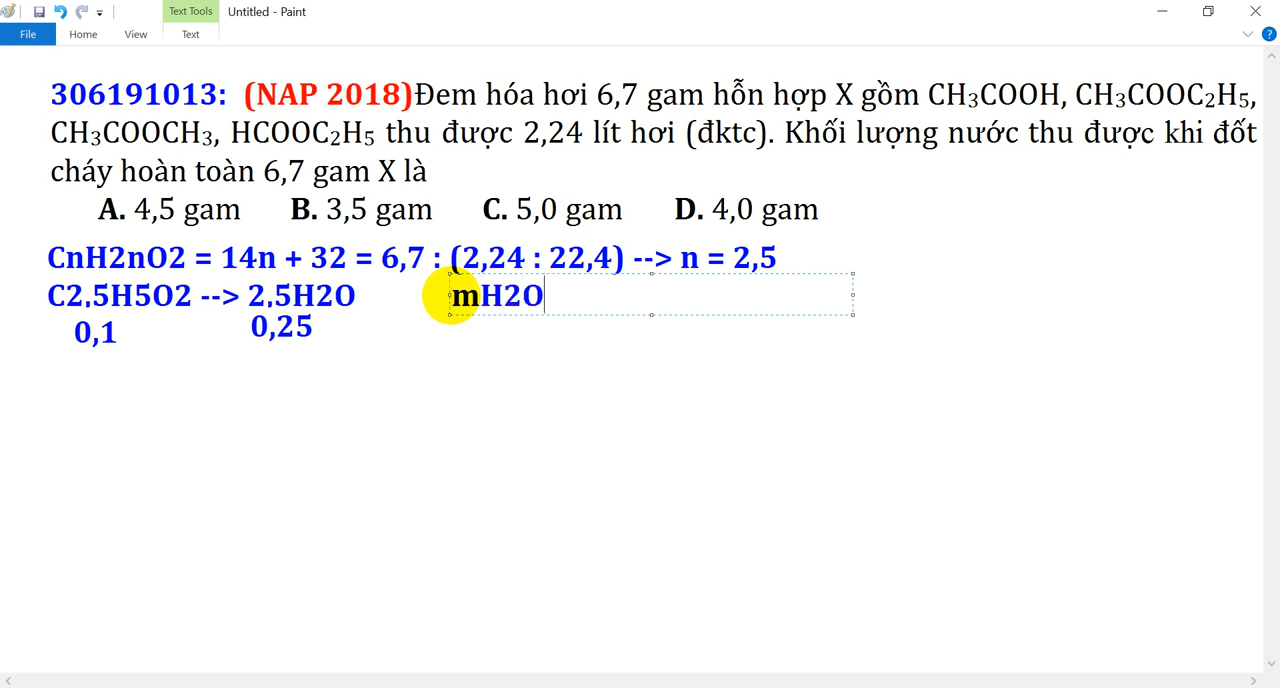 Text Tools
Untitled - Paint
File
Home
View
Text
306191013: (NAP 2018)Đem hóa hơi 6,7 gam hỗn hợp X gồm CH₃COOH, CH₃COOC₂H₅,
CH₃COOCH₃, HCOOC₂H₅ thu được 2,24 lít hơi (đktc). Khối lượng nước thu được khi đốt
cháy hoàn toàn 6,7 gam X là
A. 4,5 gam B. 3,5 gam C. 5,0 gam D. 4,0 gam
CnH2nO2 = 14n + 32 = 6,7 : (2,24 : 22,4) --> n = 2,5
C2,5H5O2 --> 2,5H2O mH2O
0,1 0,25